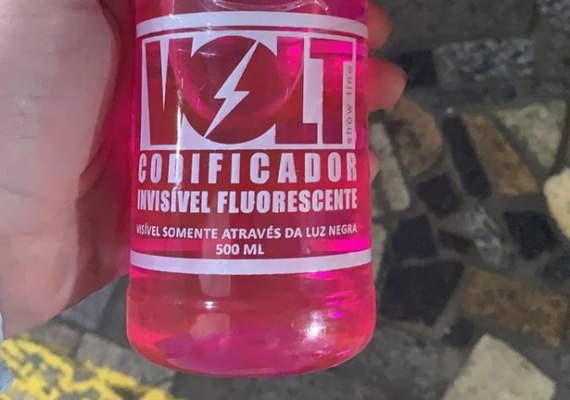 VOLT
show line
CODIFICADOR
INVISÍVEL FLUORESCENTE
VISÍVEL SOMENTE ATRAVÉS DA LUZ NEGRA
500 ML